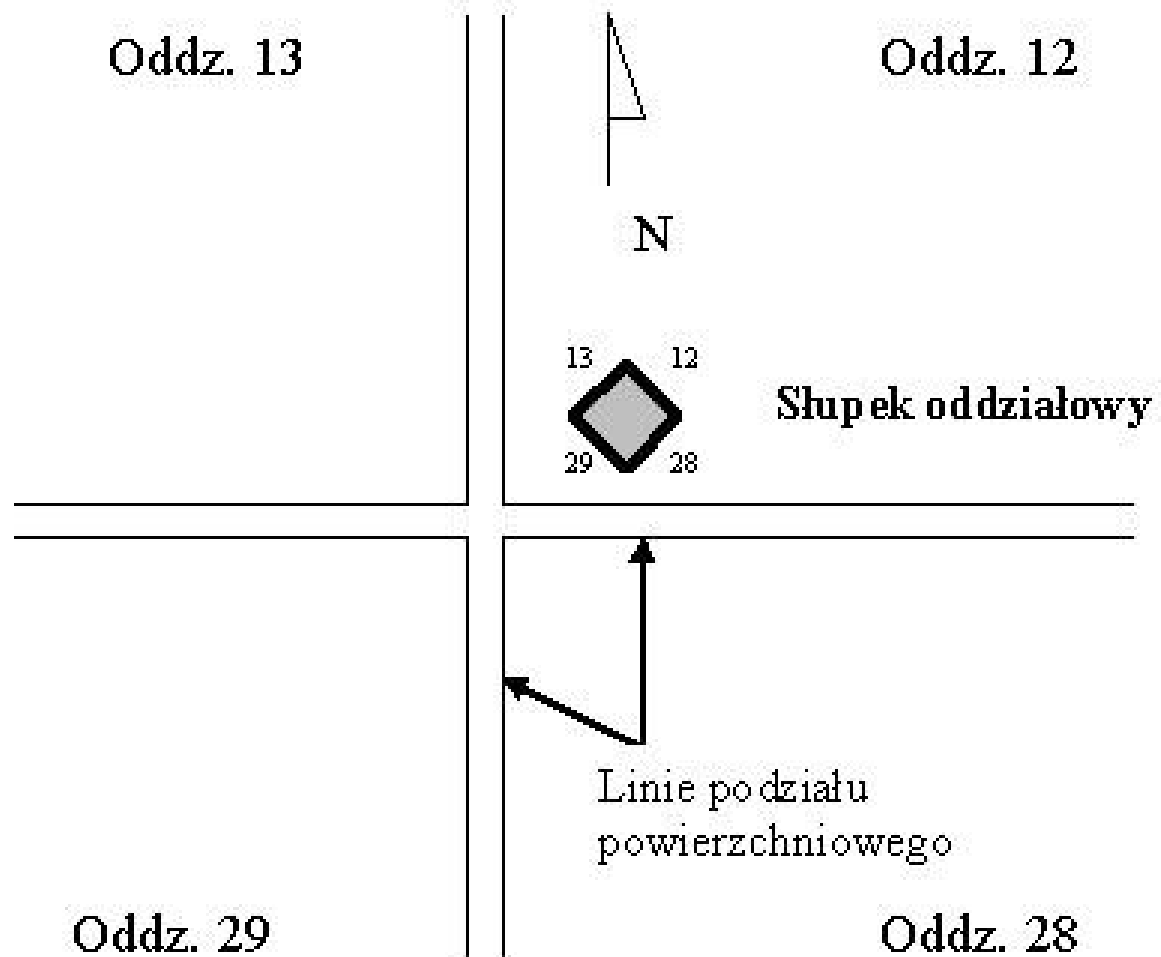 Oddz. 13
Oddz. 12
N
13
12
Słupek oddziałowy
29
28
Linie podziału
powierzchniowego
Oddz. 29
Oddz. 28